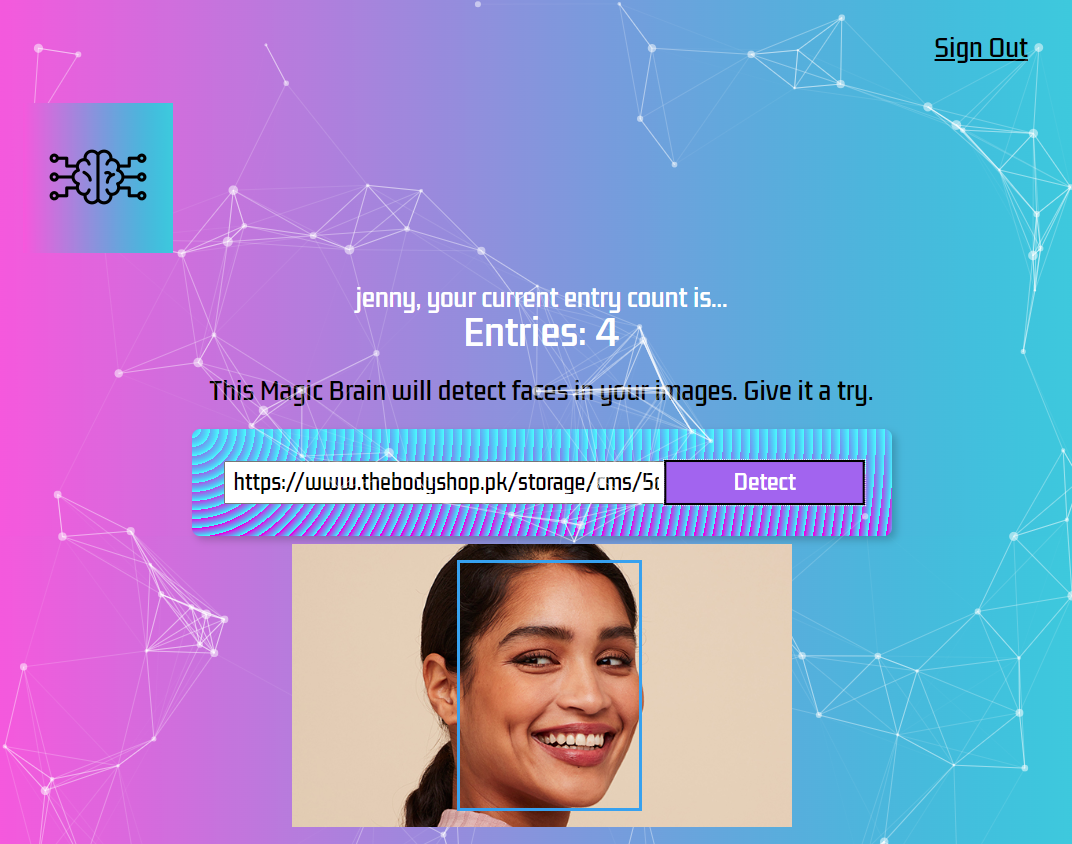 Sign Out
jenny, your current entry count is...
Entries: 4
This Magic Brain will detect faces in your images. Give it a try.
https://www.thebodyshop.pk/storage/cms/5c
Detect